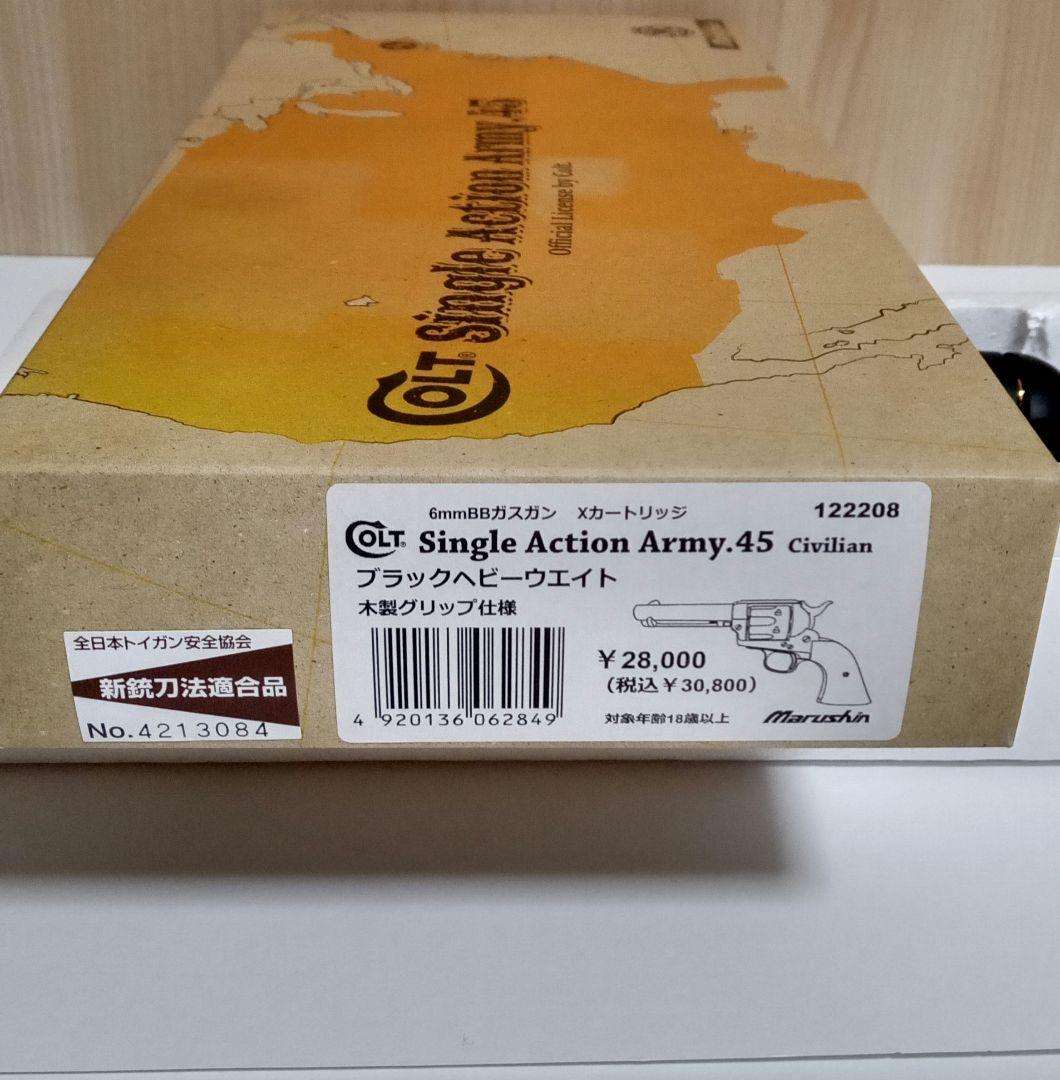 COLT® Single Action Army.45
Official License by Colt.
6mmBBガスガン Xカートリッジ 122208
COLT® Single Action Army.45 Civilian
ブラックヘビーウエイト
木製グリップ仕様
¥28,000
(税込¥30,800)
4 920136 062849
対象年齢18歳以上 Marushin
全日本トイガン安全協会
新銃刀法適合品
No.4213084